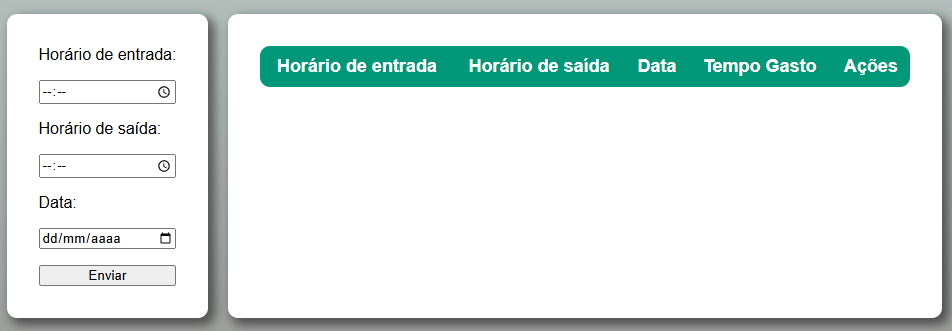 Horário de entrada:
--:--
Horário de saída:
--:--
Data:
dd/mm/aaaa
Enviar
Horário de entrada Horário de saída Data Tempo Gasto Ações